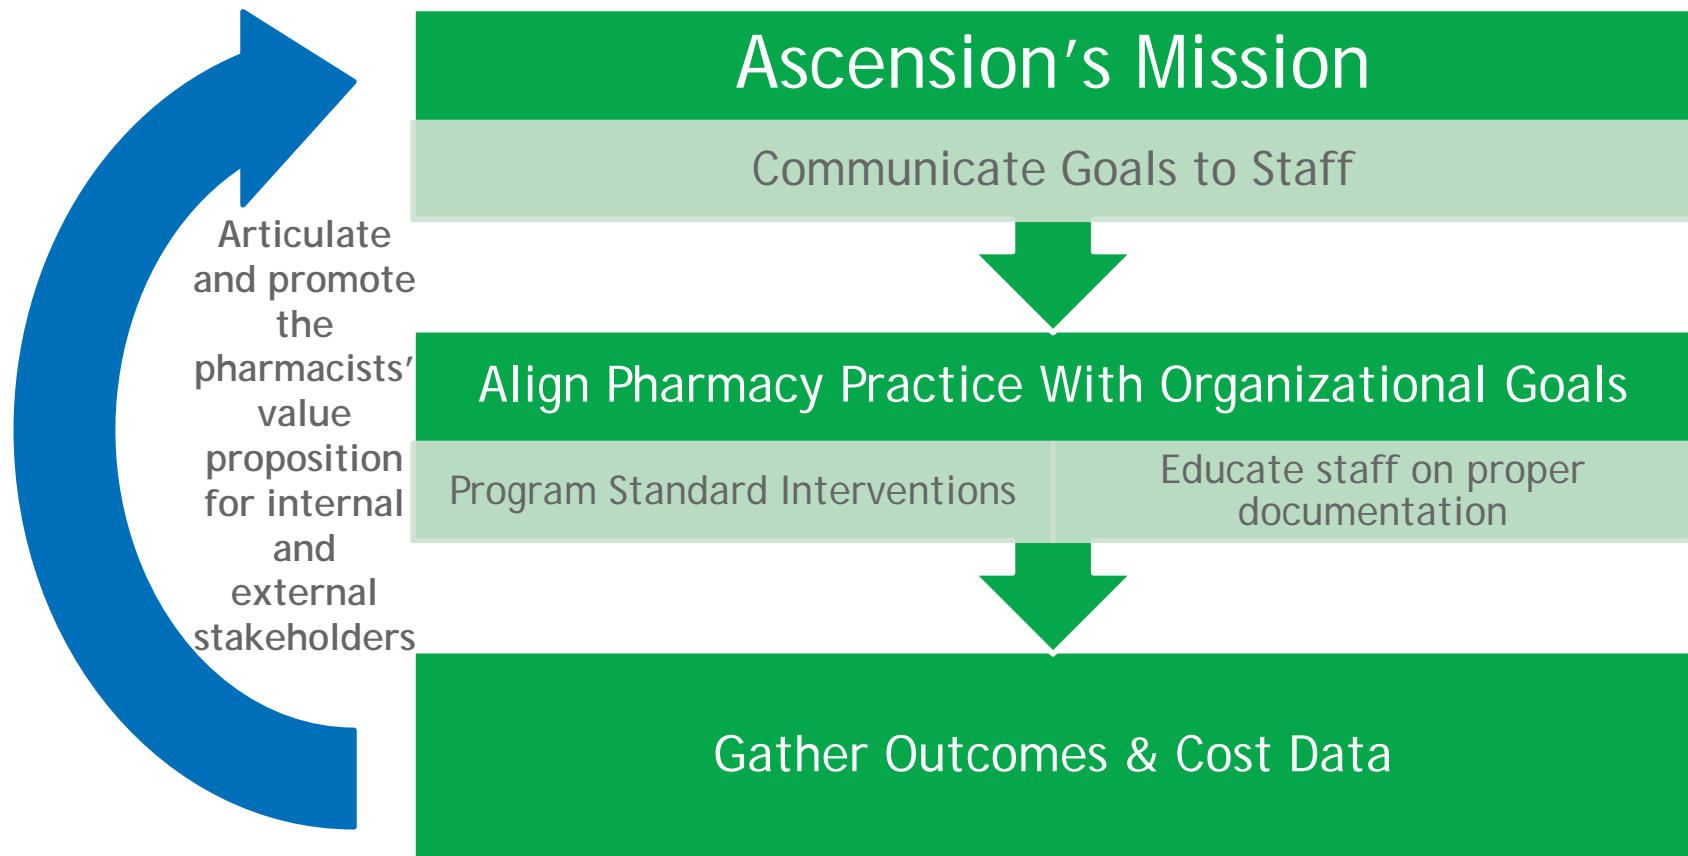 Ascension's Mission
Communicate Goals to Staff
Articulate
and promote
the
pharmacists'
value
proposition
for internal
and
external
stakeholders
Align Pharmacy Practice With Organizational Goals
Program Standard Interventions
Educate staff on proper
documentation
Gather Outcomes & Cost Data